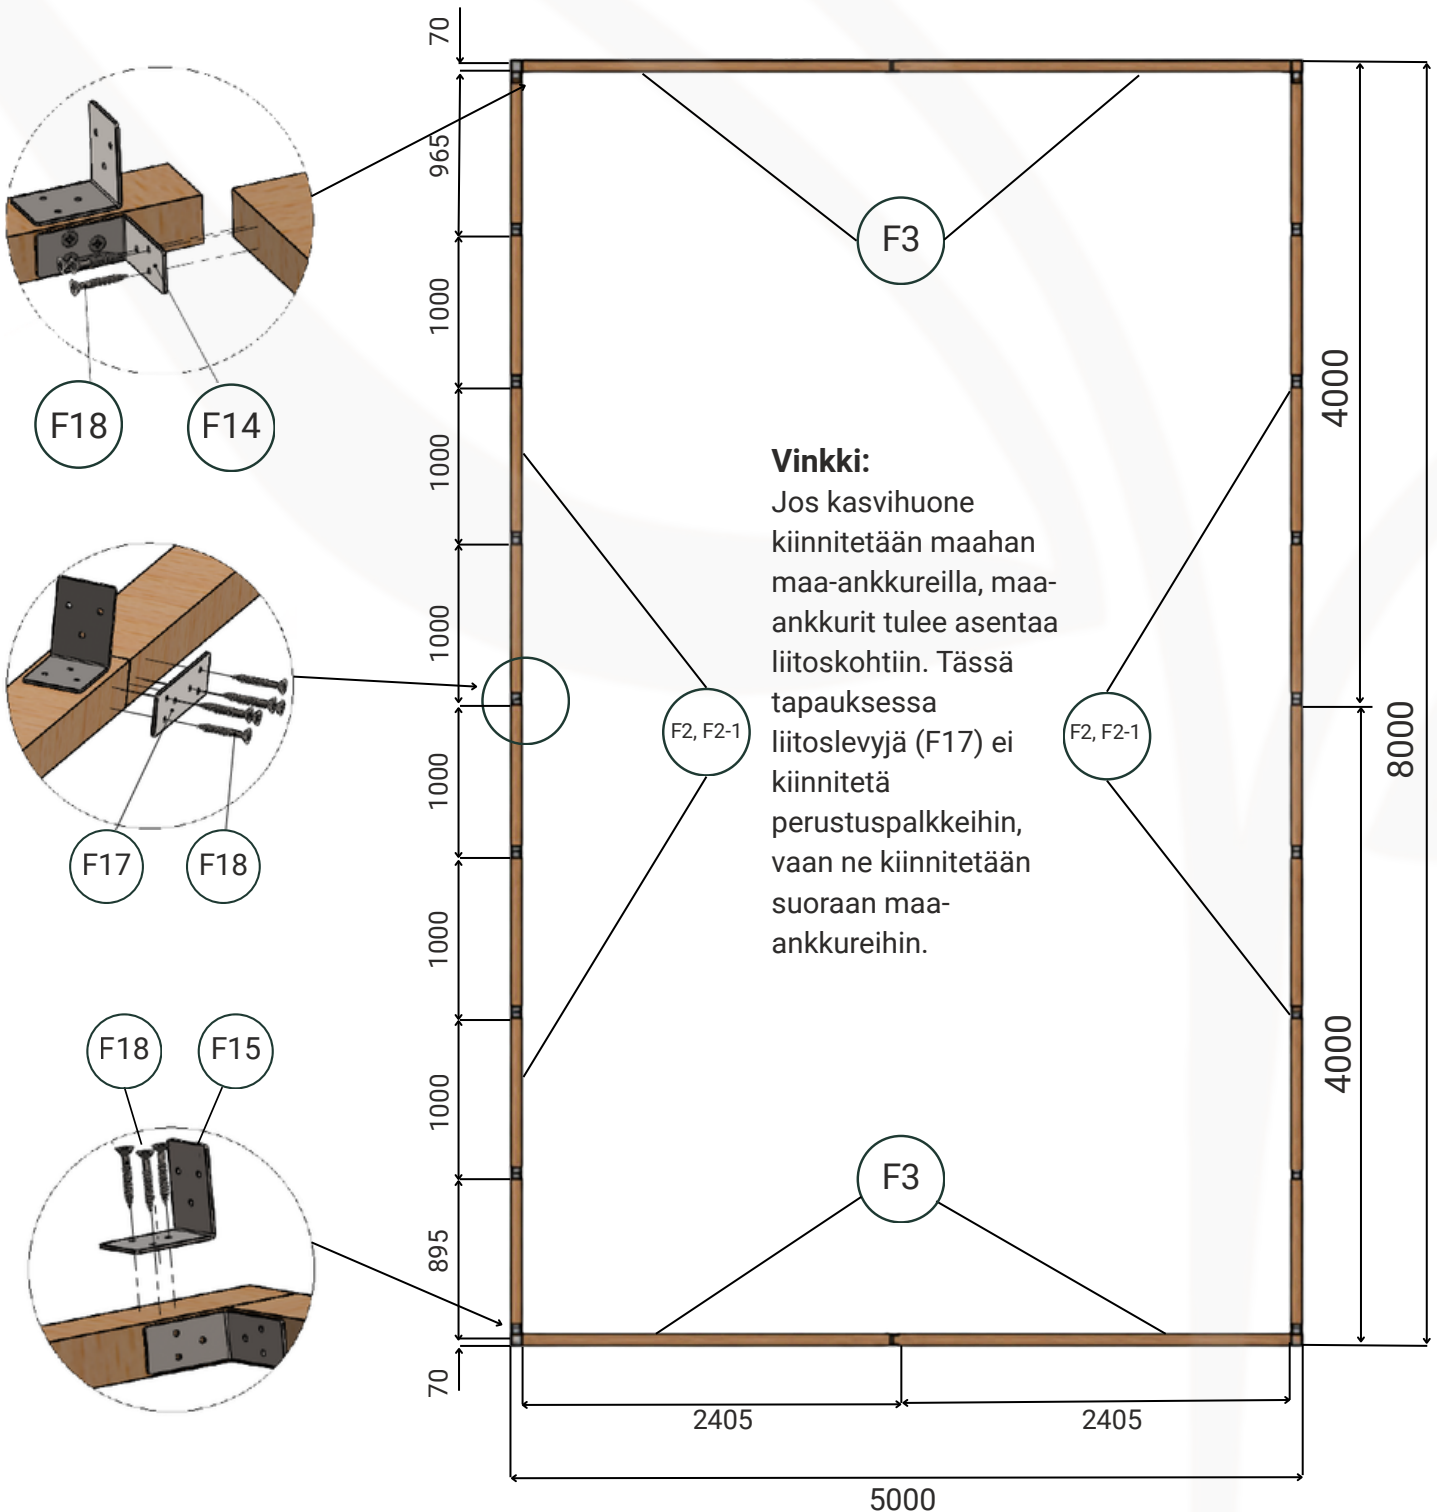 70
965
1000
1000
1000
1000
1000
1000
895
70
F18
F14
F17
F18
F18
F15
F3
F2, F2-1
Vinkki:
Jos kasvihuone
kiinnitetään maahan
maa-ankkureilla, maa-
ankkurit tulee asentaa
liitoskohtiin. Tässä
tapauksessa
liitoslevyjä (F17) ei
kiinnitetä
perustuspalkkeihin,
vaan ne kiinnitetään
suoraan maa-
ankkureihin.
F2, F2-1
F3
4000
4000
8000
2405
2405
5000